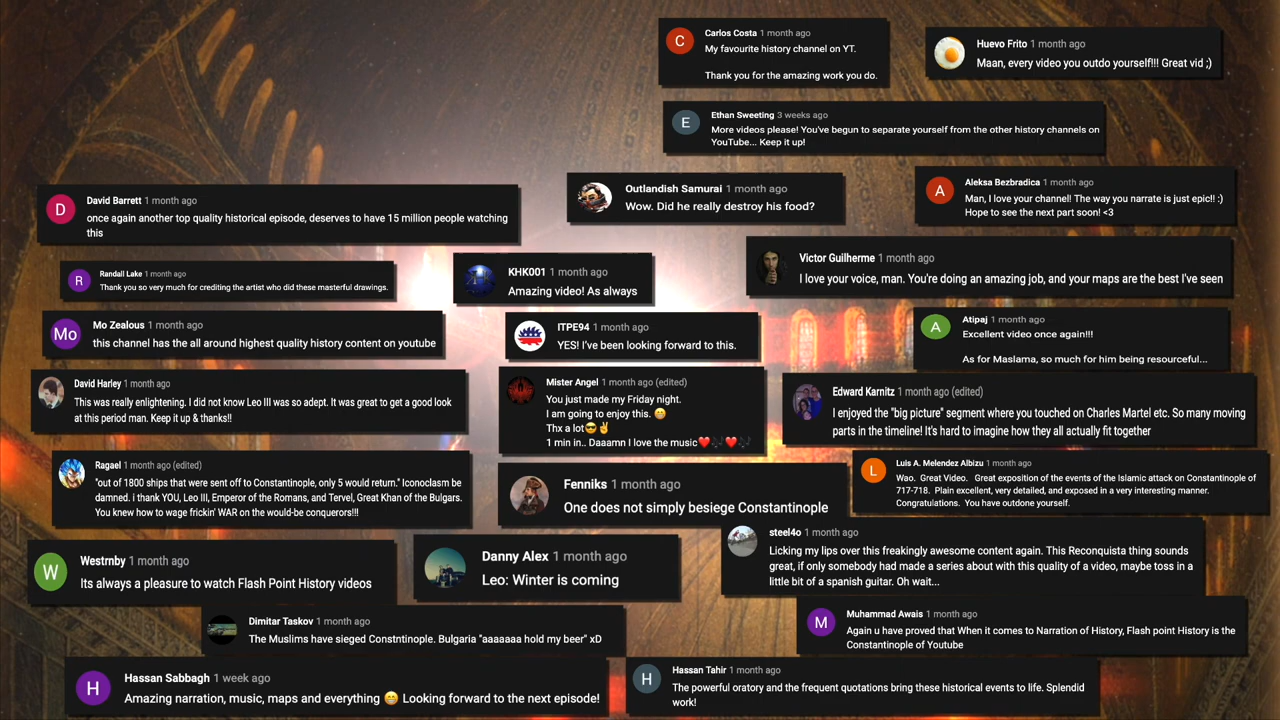 Carlos Costa 1 month ago
My favourite history channel on YT.
Thank you for the amazing work you do.
Huevo Frito 1 month ago
Maan, every video you outdo yourself!!! Great vid ;)
Ethan Sweeting 3 weeks ago
More videos please! You've begun to separate yourself from the other history channels on
YouTube... Keep it up!
David Barrett 1 month ago
once again another top quality historical episode, deserves to have 15 million people watching
this
Outlandish Samurai 1 month ago
Wow. Did he really destroy his food?
Aleksa Bezbradica 1 month ago
Man, I love your channel! The way you narrate is just epic!! :)
Hope to see the next part soon! <3
Randall Lake 1 month ago
Thank you so very much for crediting the artist who did these masterful drawings.
KHK001 1 month ago
Amazing video! As always
Victor Guilherme 1 month ago
I love your voice, man. You're doing an amazing job, and your maps are the best I've seen
Mo Zealous 1 month ago
this channel has the all around highest quality history content on youtube
ITPE94 1 month ago
YES! I've been looking forward to this.
Atipaj 1 month ago
Excellent video once again!!!
As for Maslama, so much for him being resourceful...
David Harley 1 month ago
This was really enlightening. I did not know Leo III was so adept. It was great to get a good look
at this period man. Keep it up & thanks!!
Mister Angel 1 month ago (edited)
You just made my Friday night.
I am going to enjoy this. 😁
Thx a lot😎✌
1 min in.. Daaamn I love the music❤️🎶❤️🎶
Edward Karnitz 1 month ago (edited)
I enjoyed the "big picture" segment where you touched on Charles Martel etc. So many moving
parts in the timeline! It's hard to imagine how they all actually fit together
Ragael 1 month ago (edited)
"out of 1800 ships that were sent off to Constantinople, only 5 would return." Iconoclasm be
damned. i thank YOU, Leo III, Emperor of the Romans, and Tervel, Great Khan of the Bulgars.
You knew how to wage frickin' WAR on the would-be conquerors!!!
Fenniks 1 month ago
One does not simply besiege Constantinople
Luis A. Melendez Albizu 1 month ago
Wao. Great Video. Great exposition of the events of the Islamic attack on Constantinople of
717-718. Plain excellent, very detailed, and exposed in a very interesting manner.
Congratulations. You have outdone yourself.
Westrnby 1 month ago
Its always a pleasure to watch Flash Point History videos
Danny Alex 1 month ago
Leo: Winter is coming
steel4o 1 month ago
Licking my lips over this freakingly awesome content again. This Reconquista thing sounds
great, if only somebody had made a series about with this quality of a video, maybe toss in a
little bit of a spanish guitar. Oh wait...
Dimitar Taskov 1 month ago
The Muslims have sieged Constntinople. Bulgaria "aaaaaaa hold my beer" xD
Muhammad Awais 1 month ago
Again u have proved that When it comes to Narration of History, Flash point History is the
Constantinople of Youtube
Hassan Sabbagh 1 week ago
Amazing narration, music, maps and everything 😁 Looking forward to the next episode!
Hassan Tahir 1 month ago
The powerful oratory and the frequent quotations bring these historical events to life. Splendid
work!